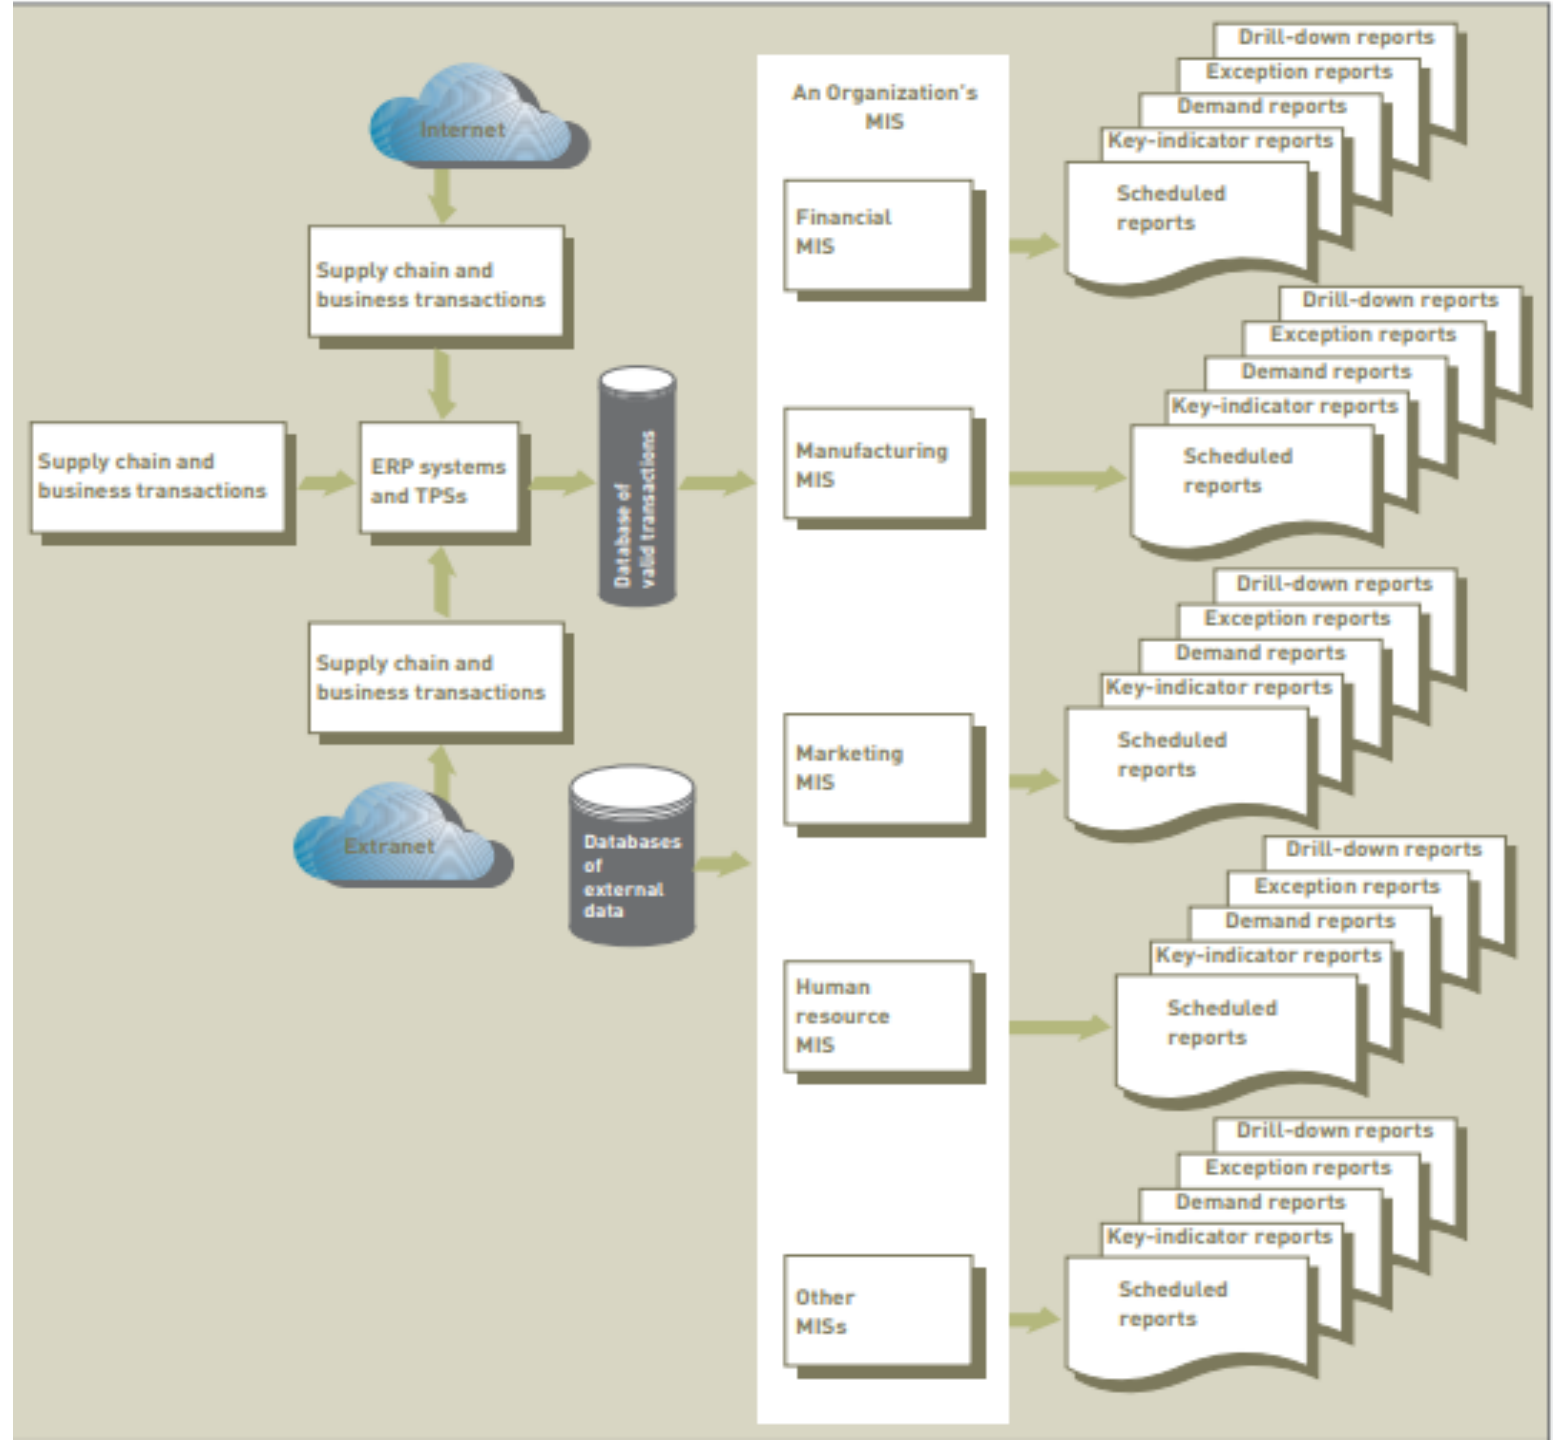 Internet
Supply chain and
business transactions
Supply chain and
business transactions
ERP systems
and TPSs
Database of
valid transactions
Supply chain and
business transactions
Extranet
Databases
of
external
data
An Organization's
MIS
Financial
MIS
Manufacturing
MIS
Marketing
MIS
Human
resource
MIS
Other
MISs
Drill-down reports
Exception reports
Demand reports
Key-indicator reports
Scheduled
reports
Drill-down reports
Exception reports
Demand reports
Key-indicator reports
Scheduled
reports
Drill-down reports
Exception reports
Demand reports
Key-indicator reports
Scheduled
reports
Drill-down reports
Exception reports
Demand reports
Key-indicator reports
Scheduled
reports
Drill-down reports
Exception reports
Demand reports
Key-indicator reports
Scheduled
reports